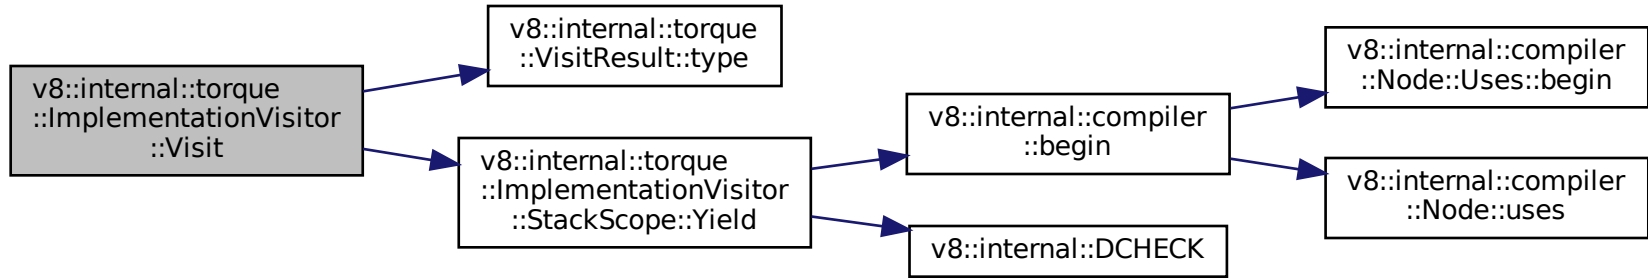 v8::internal::torque
::ImplementationVisitor
::Visit
v8::internal::torque
::VisitResult::type
v8::internal::torque
::ImplementationVisitor
::StackScope::Yield
v8::internal::compiler
::begin
v8::internal::DCHECK
v8::internal::compiler
::Node::Uses::begin
v8::internal::compiler
::Node::uses